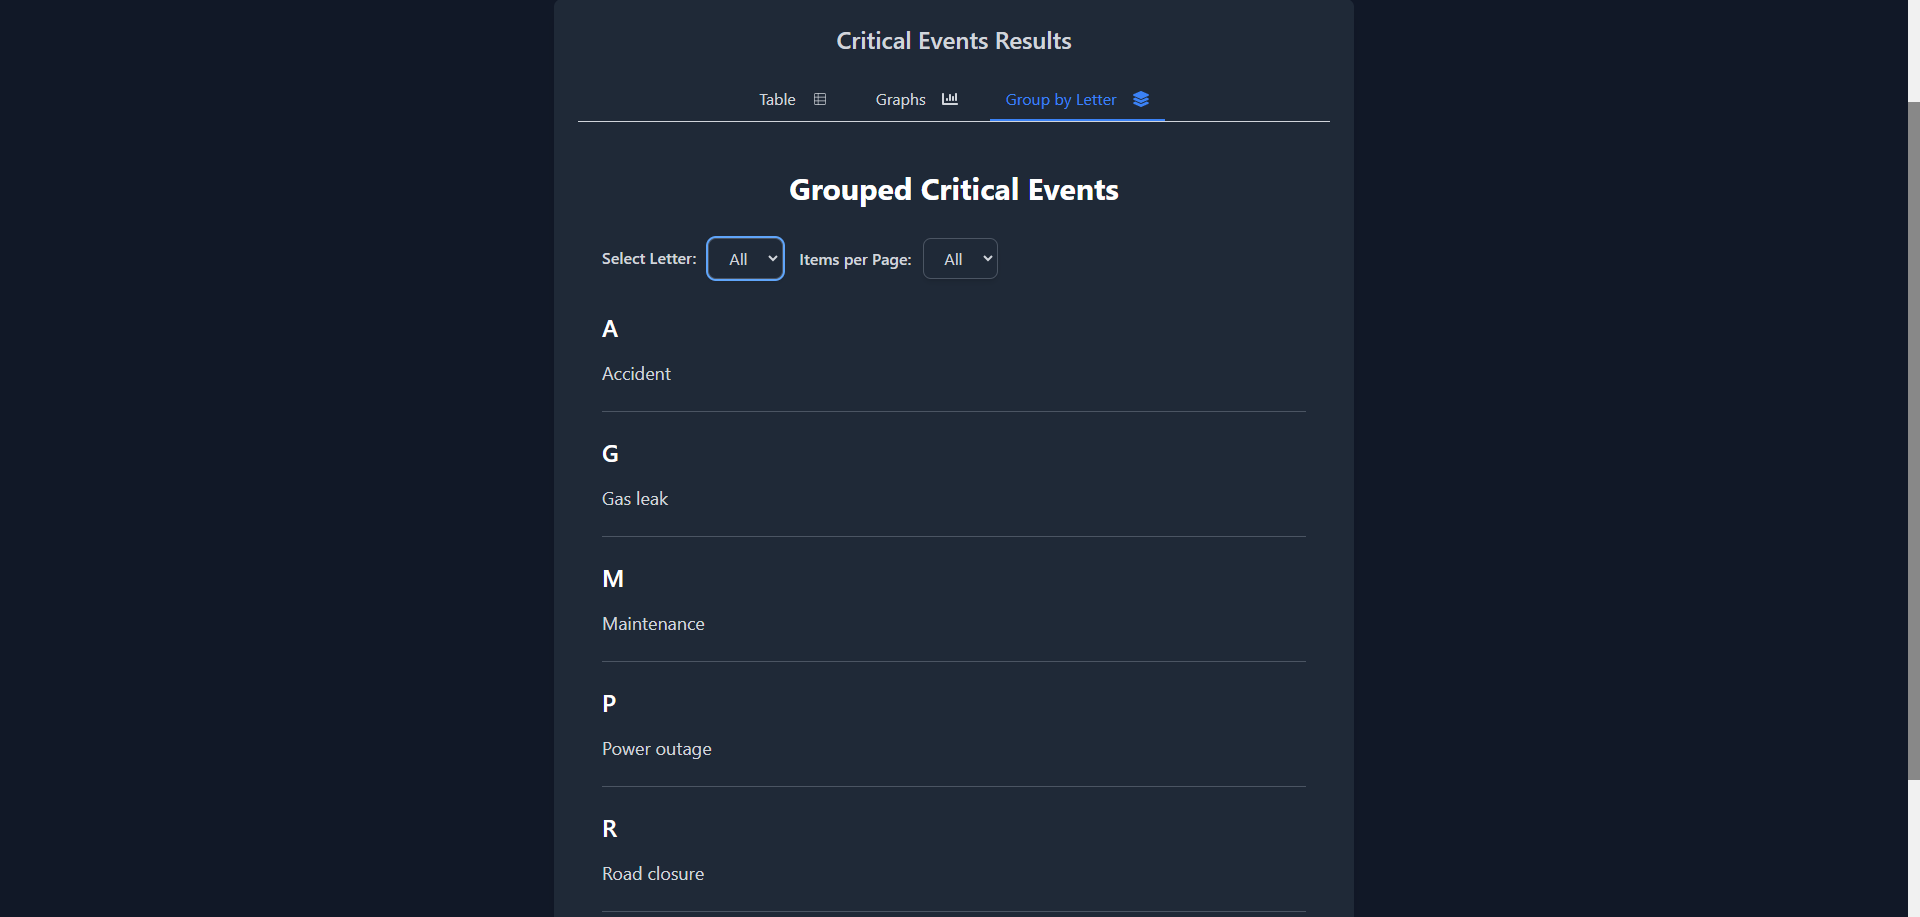 Critical Events Results
Table Graphs Group by Letter
Grouped Critical Events
Select Letter: All Items per Page: All
A
Accident
G
Gas leak
M
Maintenance
P
Power outage
R
Road closure